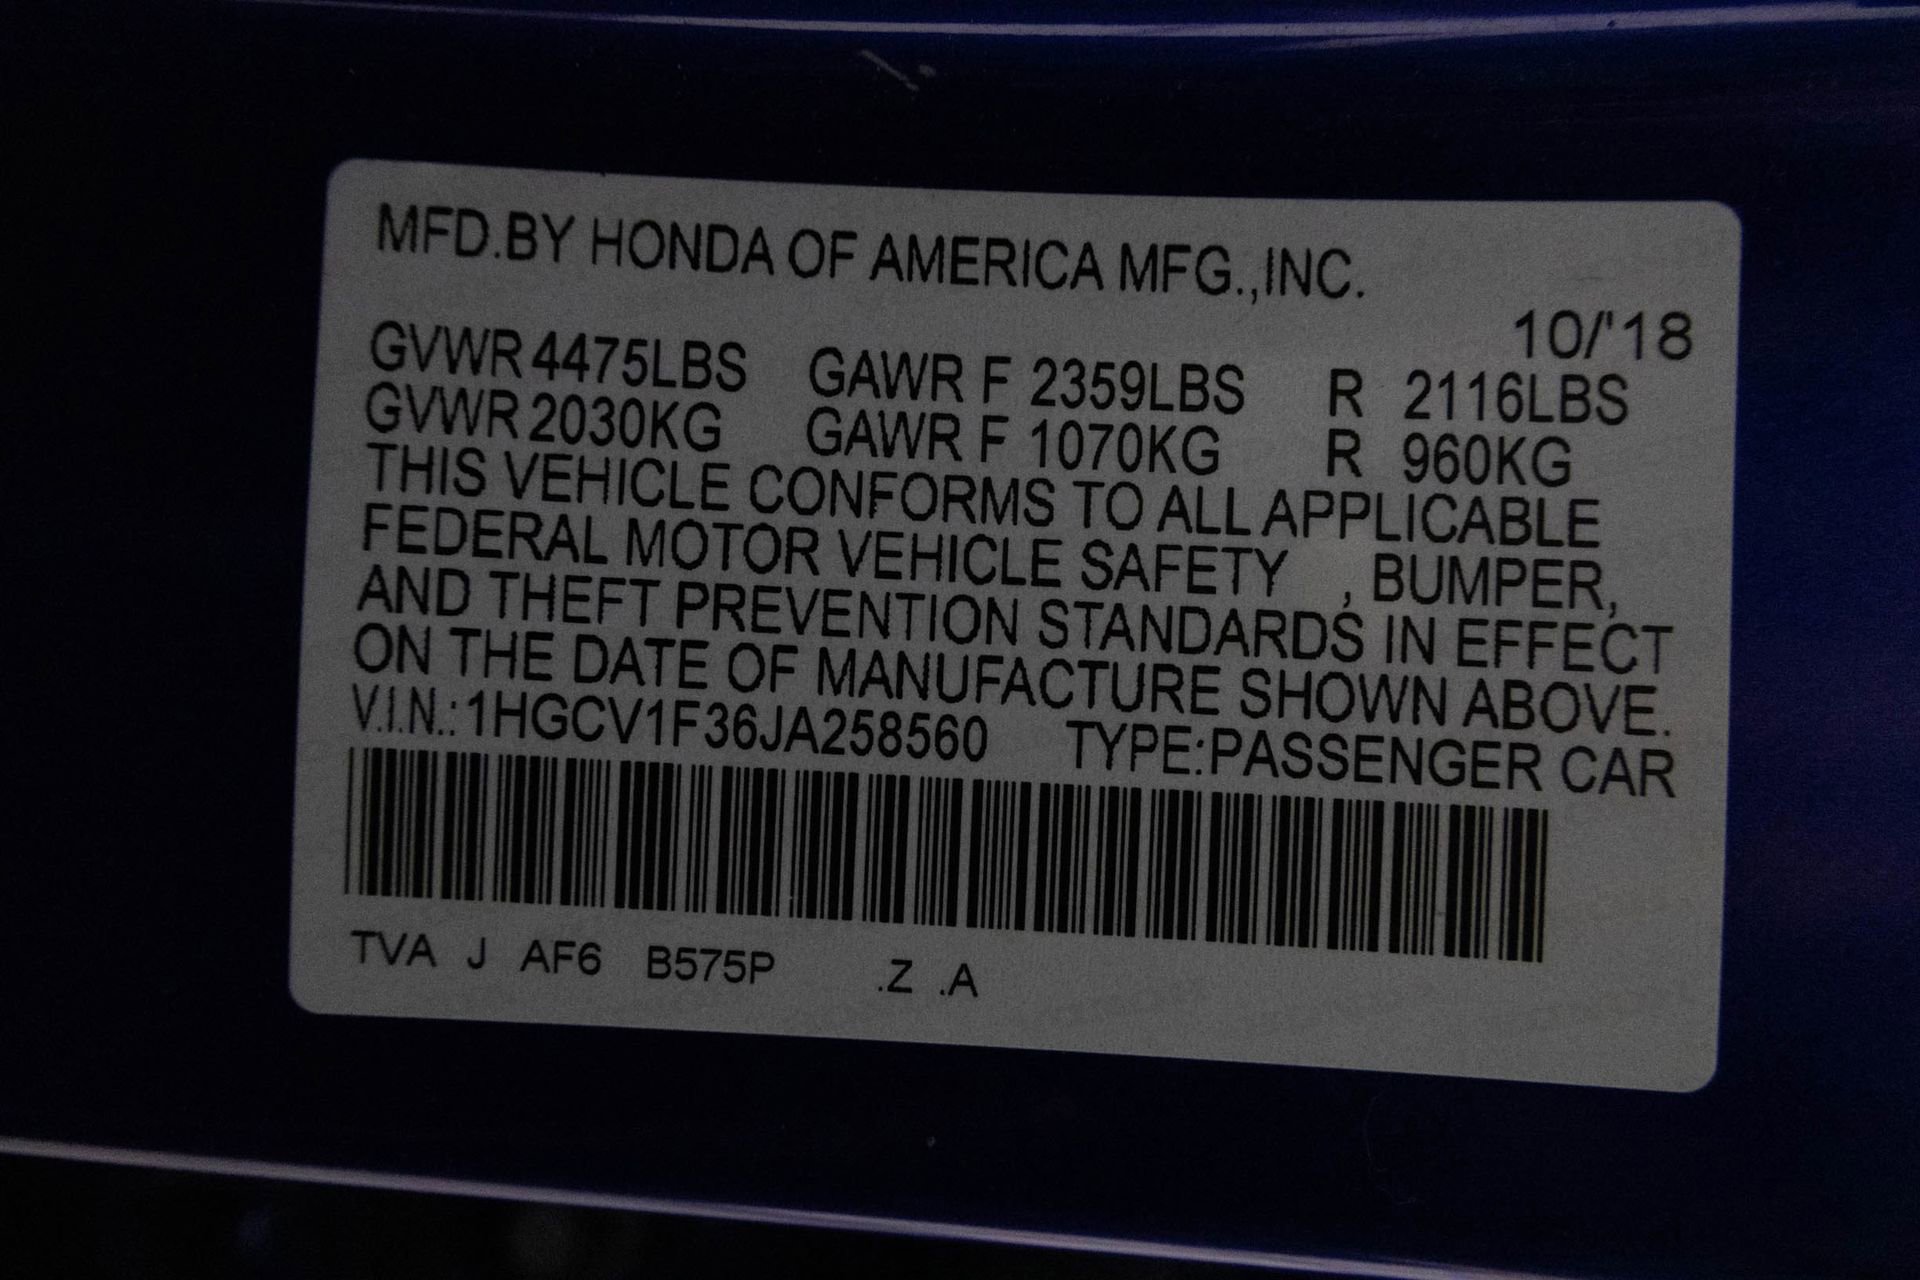 MFD.BY HONDA OF AMERICA MFG.,INC.
10/'18
GVWR 4475LBS GAWR F 2359LBS R 2116LBS
GVWR 2030KG GAWR F 1070KG R 960KG
THIS VEHICLE CONFORMS TO ALL APPLICABLE
FEDERAL MOTOR VEHICLE SAFETY , BUMPER,
AND THEFT PREVENTION STANDARDS IN EFFECT
ON THE DATE OF MANUFACTURE SHOWN ABOVE.
V.I.N.:1HGCV1F36JA258560 TYPE:PASSENGER CAR
TVA J AF6 B575P .Z .A